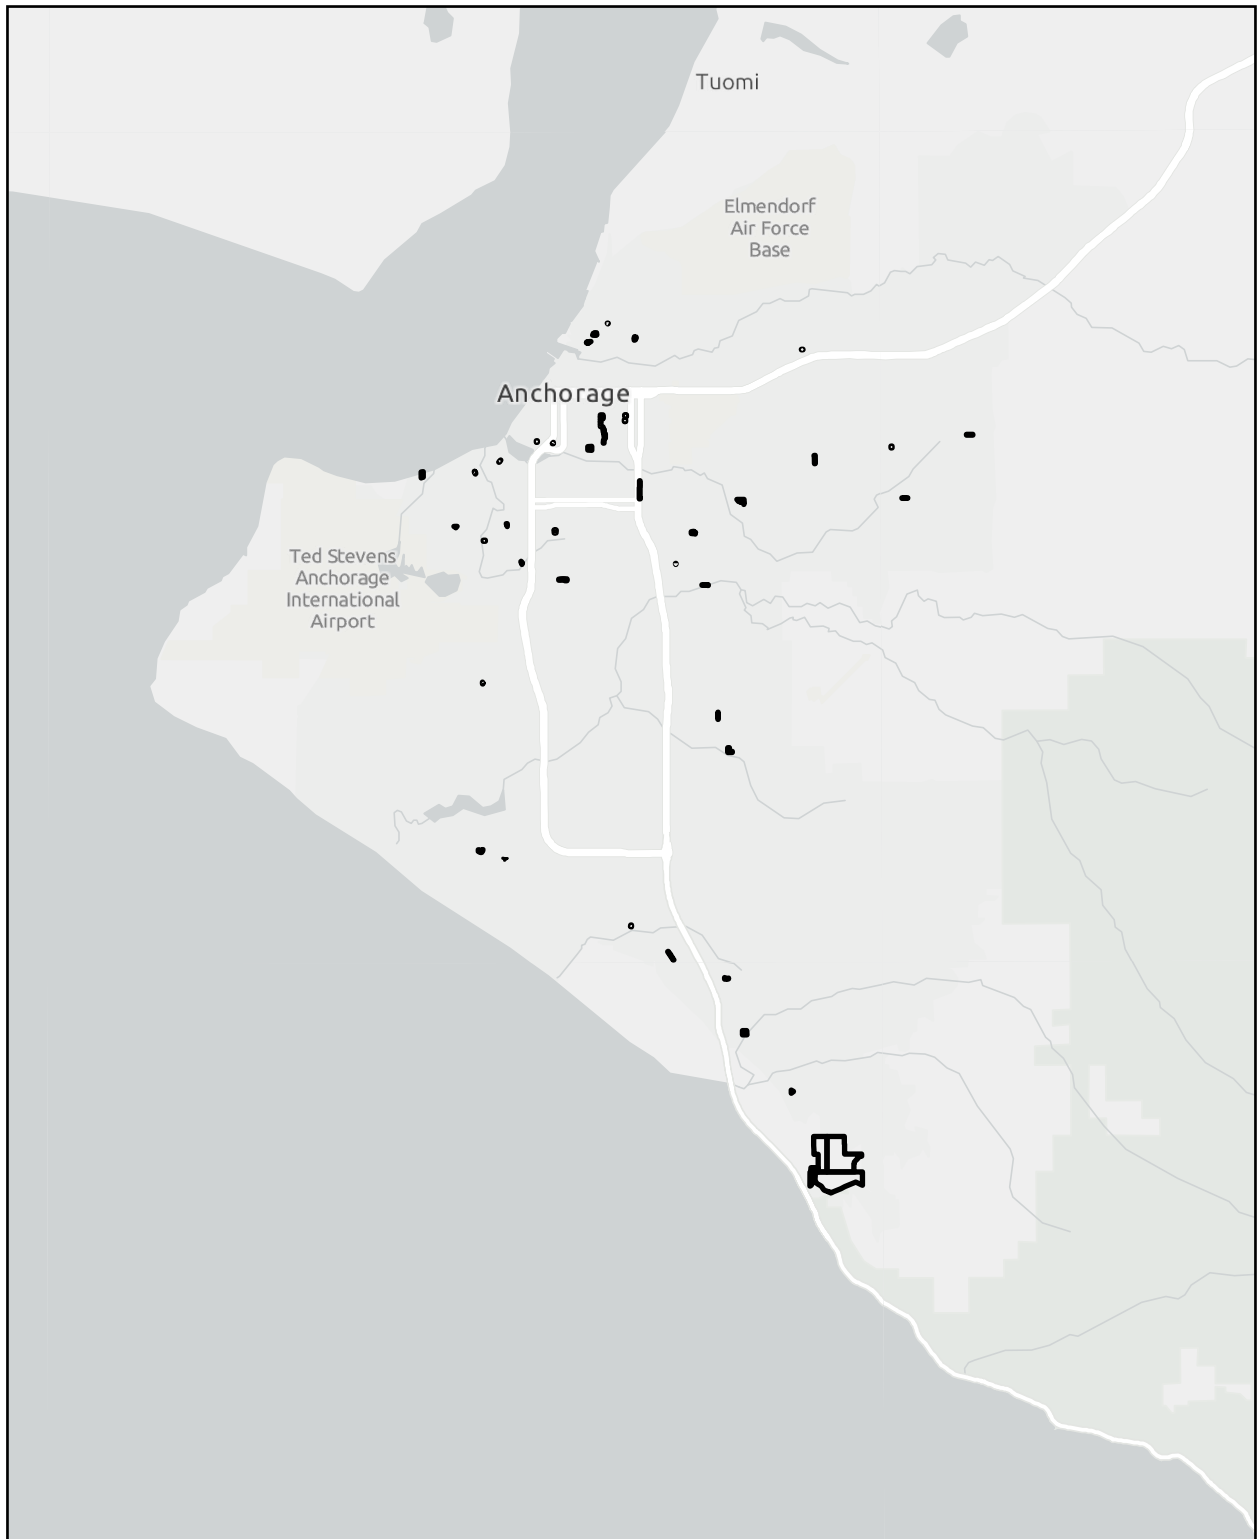 Tuomi
Elmendorf
Air Force
Base
Anchorage
Ted Stevens
Anchorage
International
Airport